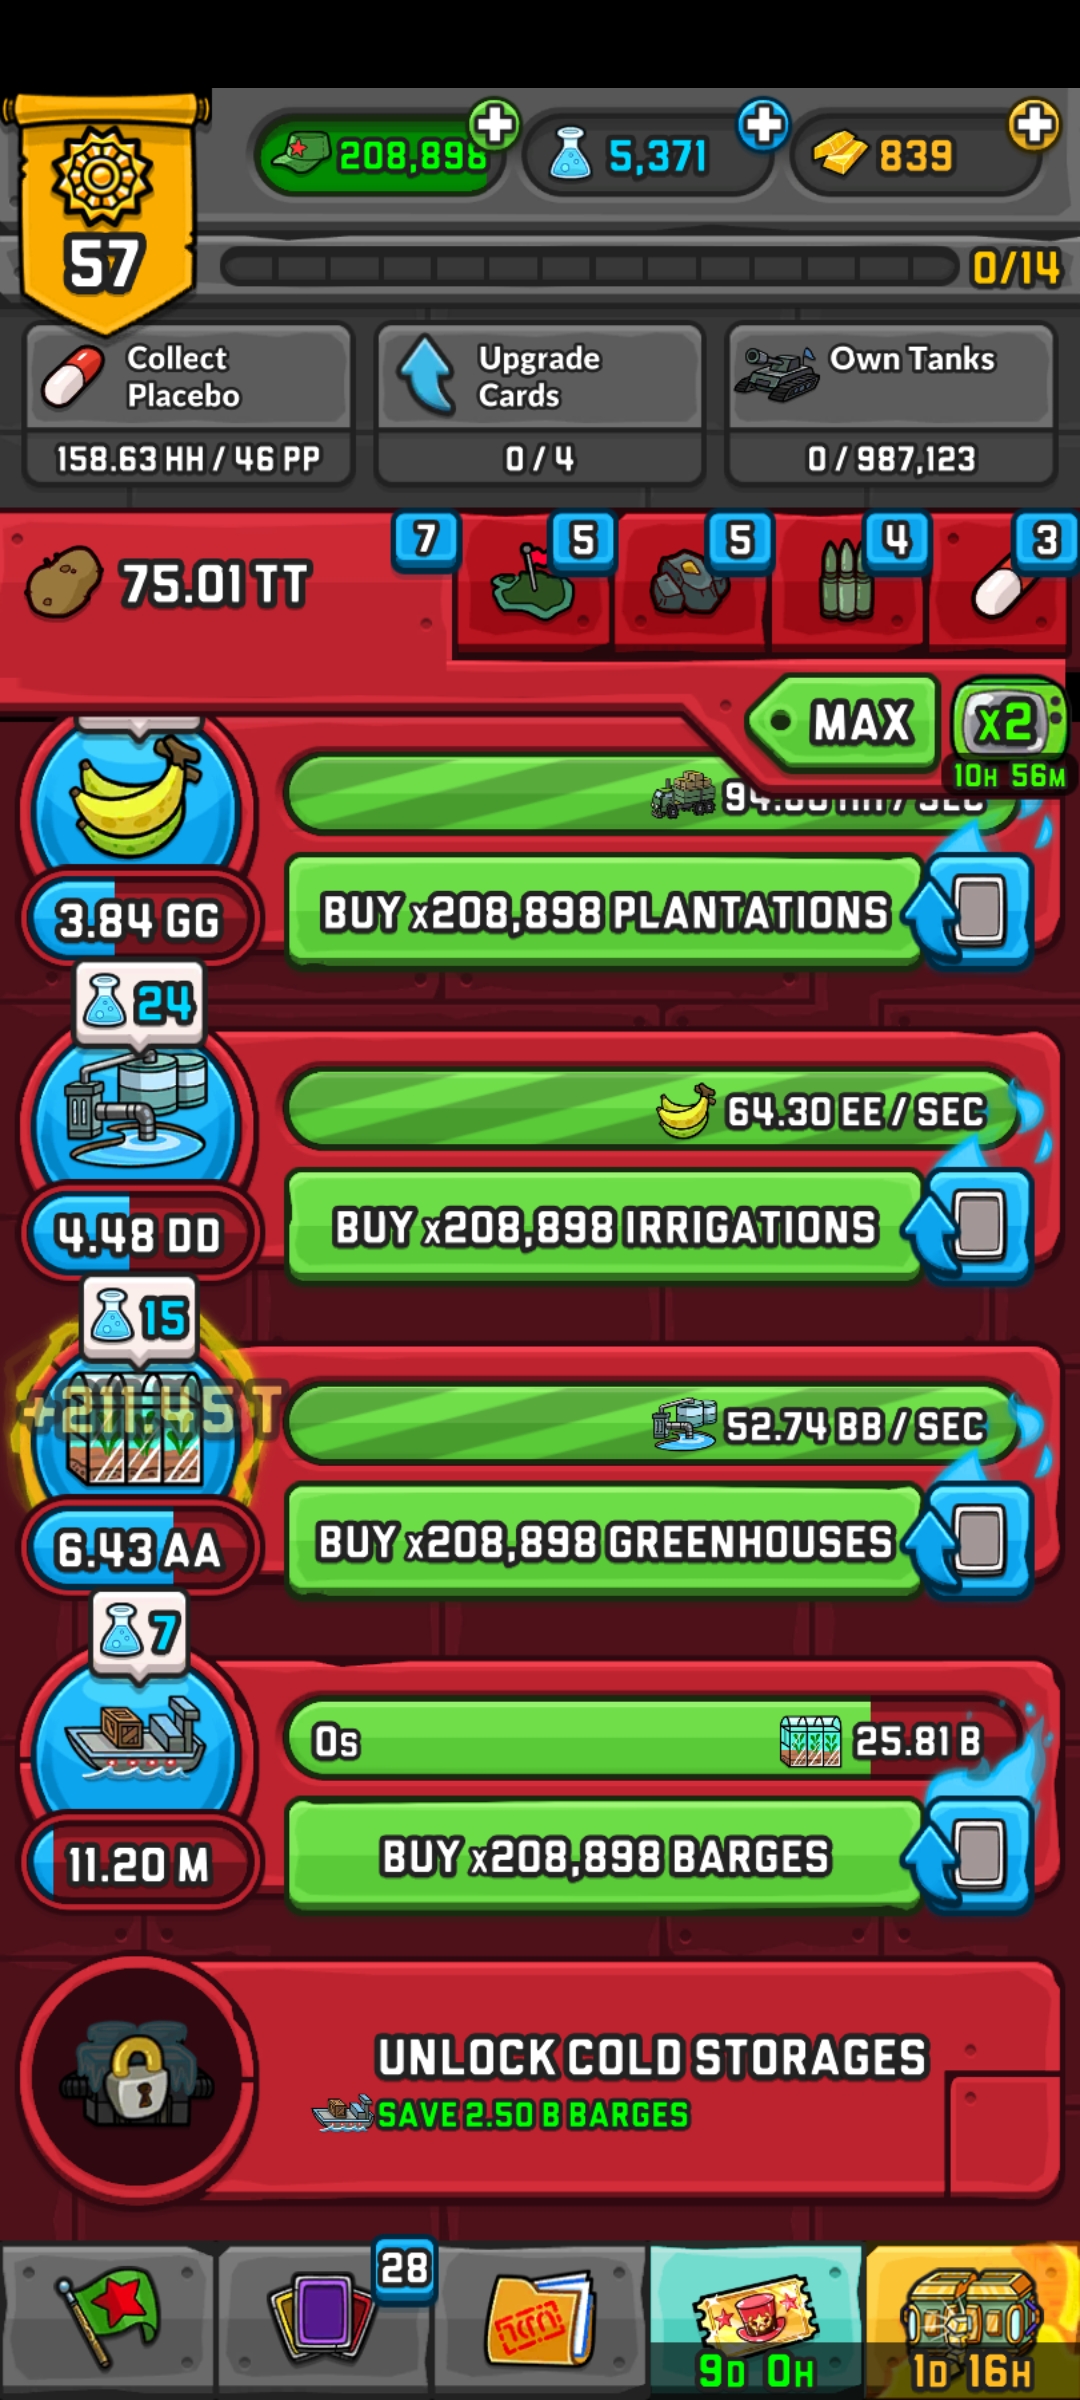 208,898
5,371
839
57
0/14
Collect
Placebo
158.63 HH / 46 PP
Upgrade
Cards
0 / 4
Own Tanks
0 / 987,123
75.01 TT
7
5
5
4
3
MAX
x2
10H 56M
/ SEC
3.84 GG
BUY x208,898 PLANTATIONS
24
64.30 EE / SEC
4.48 DD
BUY x208,898 IRRIGATIONS
15
+211.45 T
52.74 BB / SEC
6.43 AA
BUY x208,898 GREENHOUSES
7
0s
25.81 B
11.20 M
BUY x208,898 BARGES
UNLOCK COLD STORAGES
SAVE 2.50 B BARGES
28
9D 0H
1D 16H